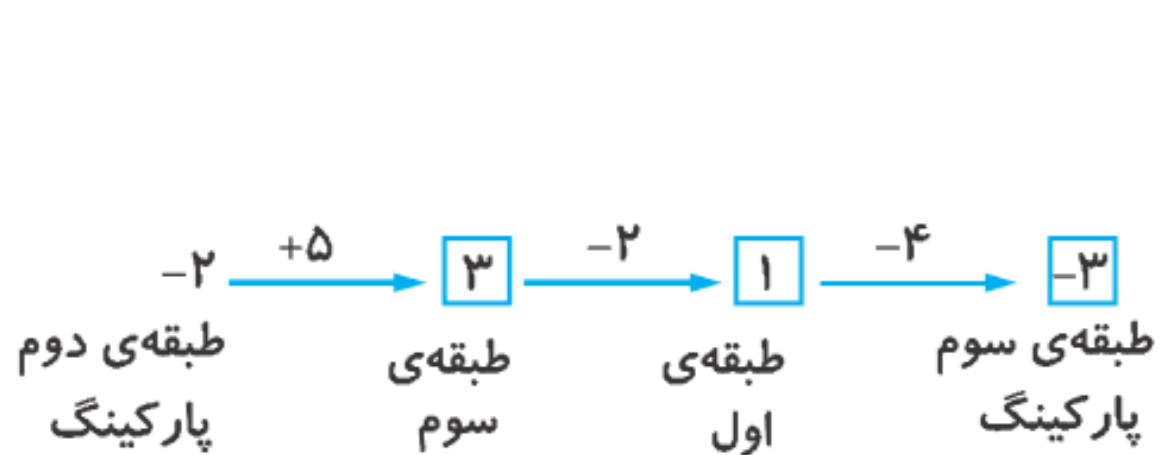 +۵ -۲ -۴
-۲ ۳ ۱ -۳
طبقه‌ی دوم
پارکینگ
طبقه‌ی
سوم
طبقه‌ی
اول
طبقه‌ی سوم
پارکینگ